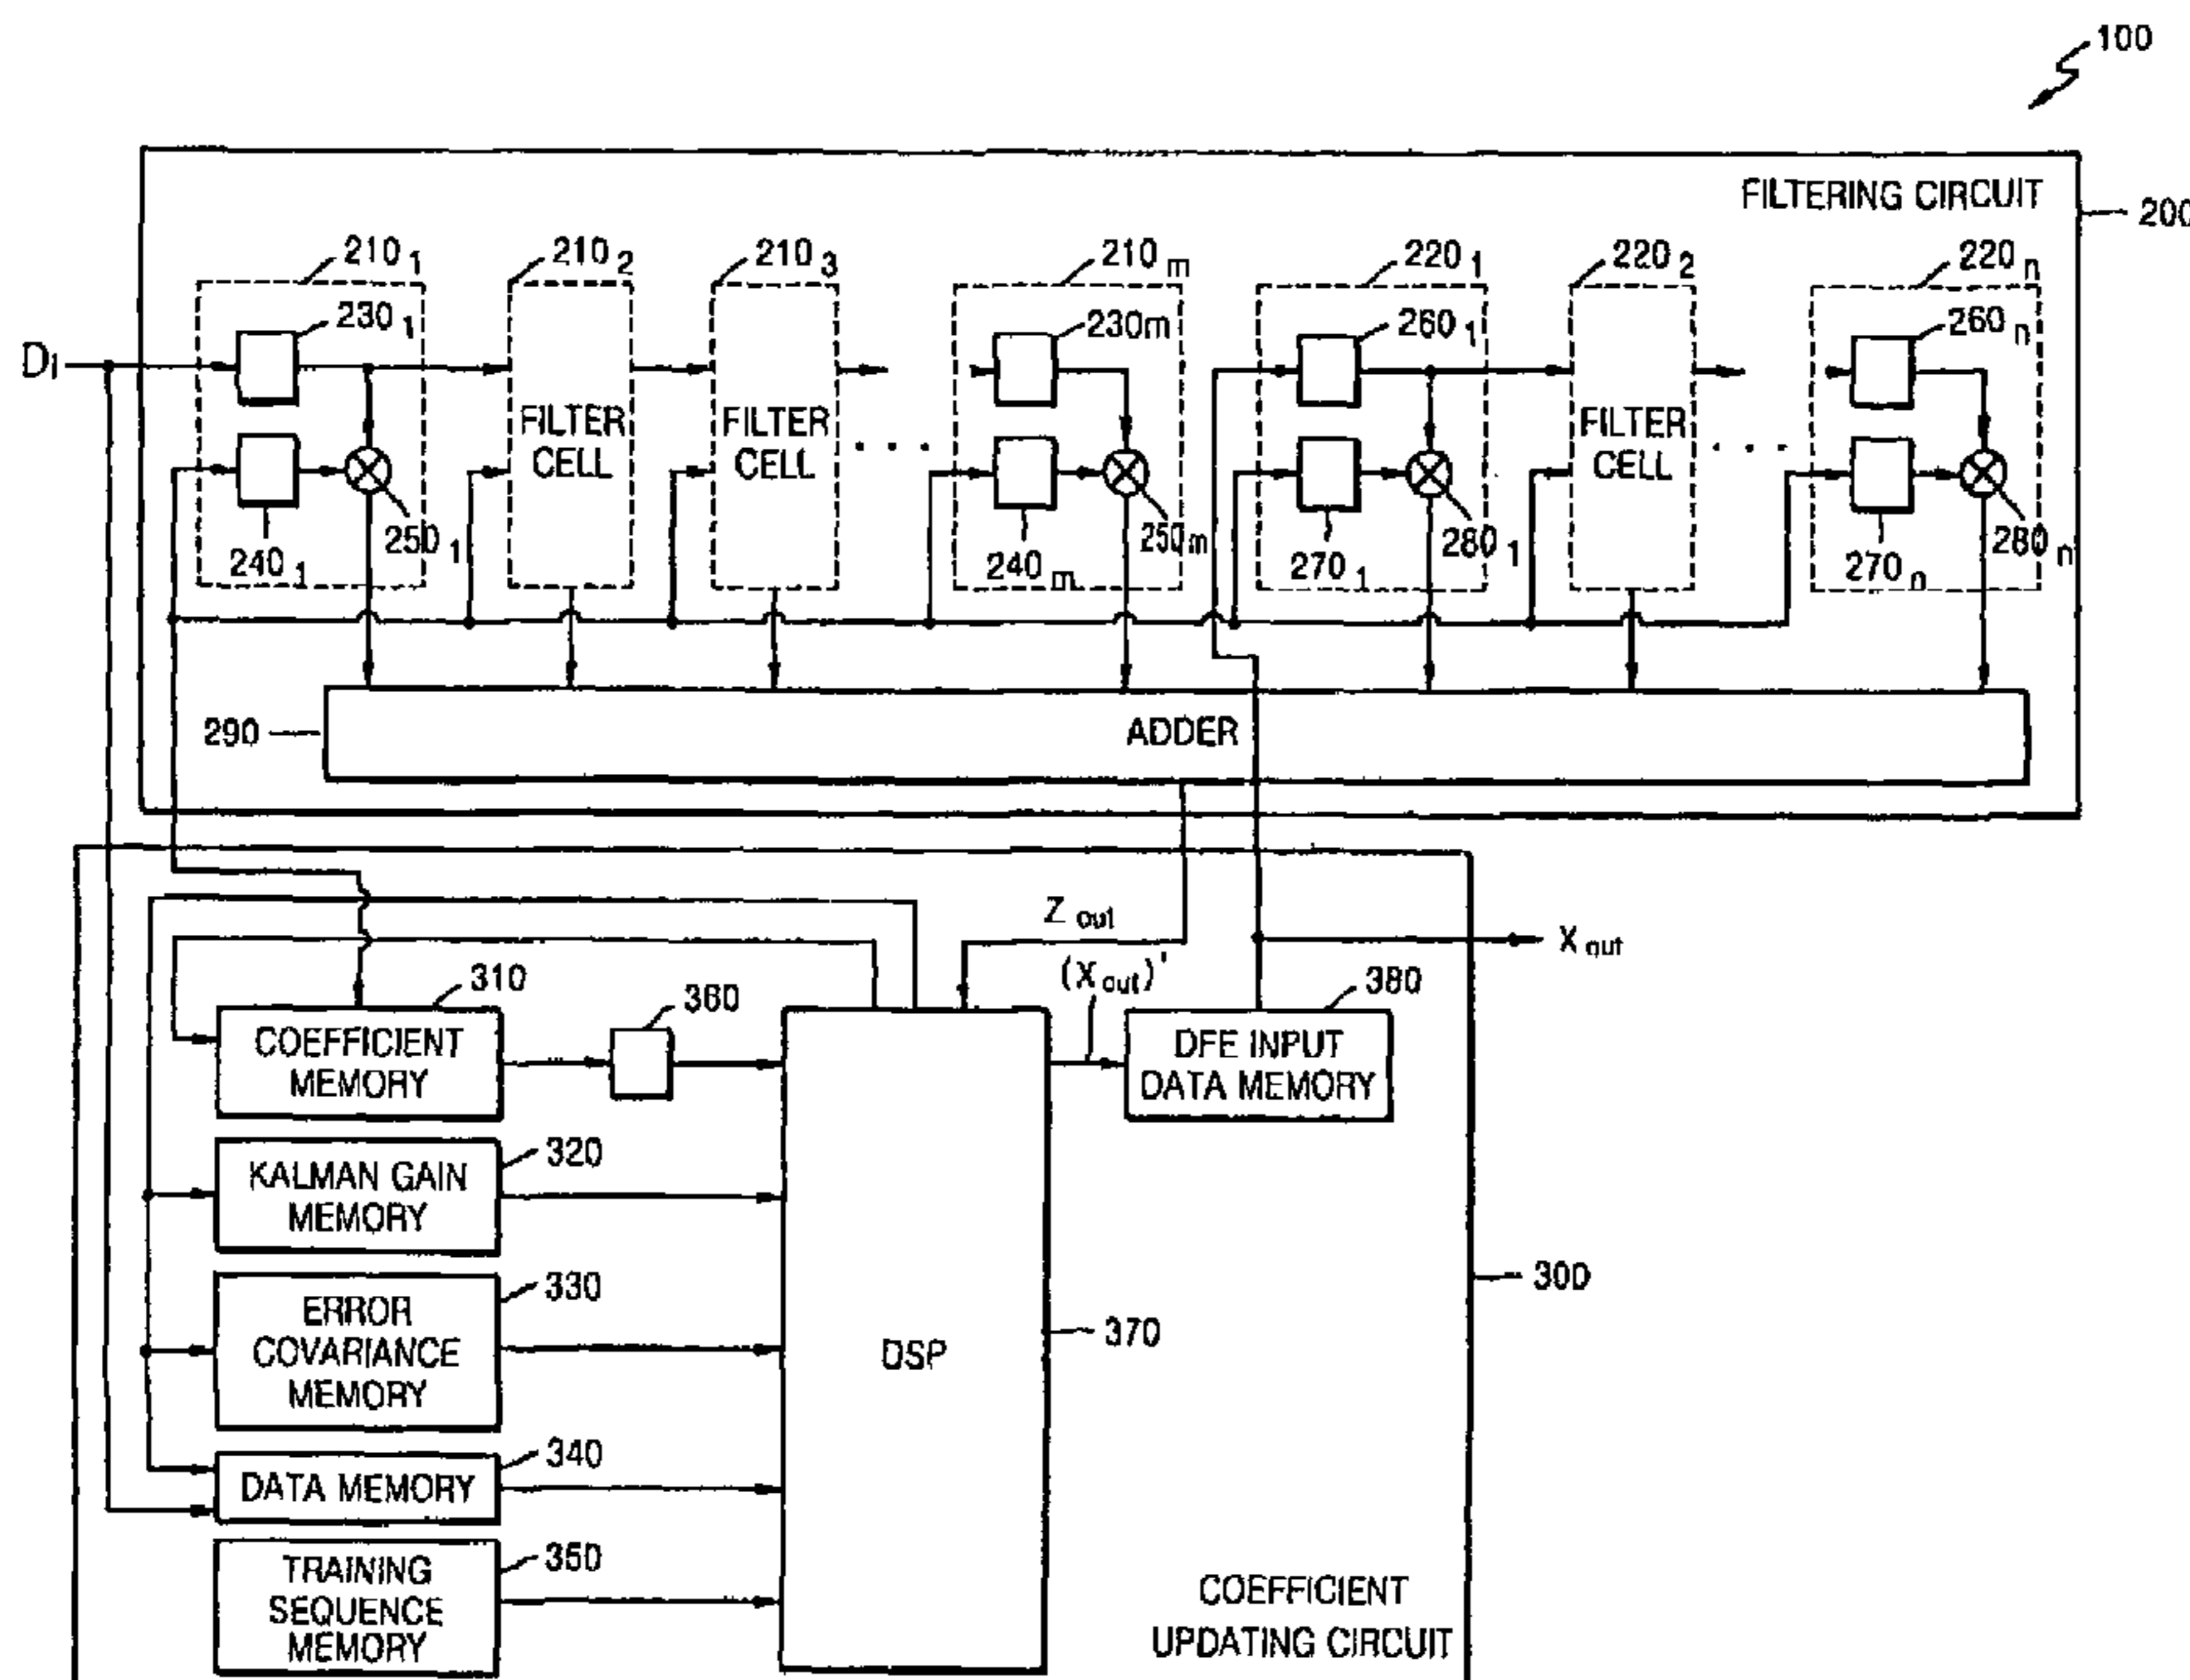 100
FILTERING CIRCUIT
200
210 1
210 2
210 3
210 m
220 1
220 2
220 n
230 1
230m
260 1
260 n
D1
FILTER
CELL
FILTER
CELL
. . .
FILTER
CELL
. . .
240 1
250 1
240 m
250 m
270 1
280 1
270 n
280 n
290
ADDER
Z out
X out
(X out)'
310
360
380
COEFFICIENT
MEMORY
DFE INPUT
DATA MEMORY
320
KALMAN GAIN
MEMORY
330
300
ERROR
COVARIANCE
MEMORY
370
DSP
340
DATA MEMORY
350
TRAINING
SEQUENCE
MEMORY
COEFFICIENT
UPDATING CIRCUIT